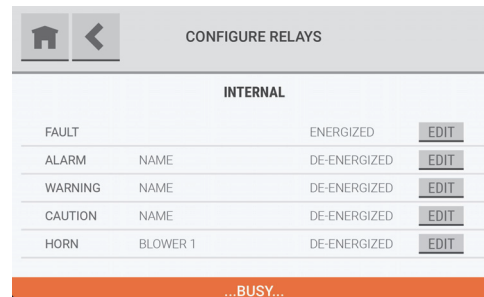 CONFIGURE RELAYS
INTERNAL
FAULT ENERGIZED EDIT
ALARM NAME DE-ENERGIZED EDIT
WARNING NAME DE-ENERGIZED EDIT
CAUTION NAME DE-ENERGIZED EDIT
HORN BLOWER 1 DE-ENERGIZED EDIT
...BUSY...